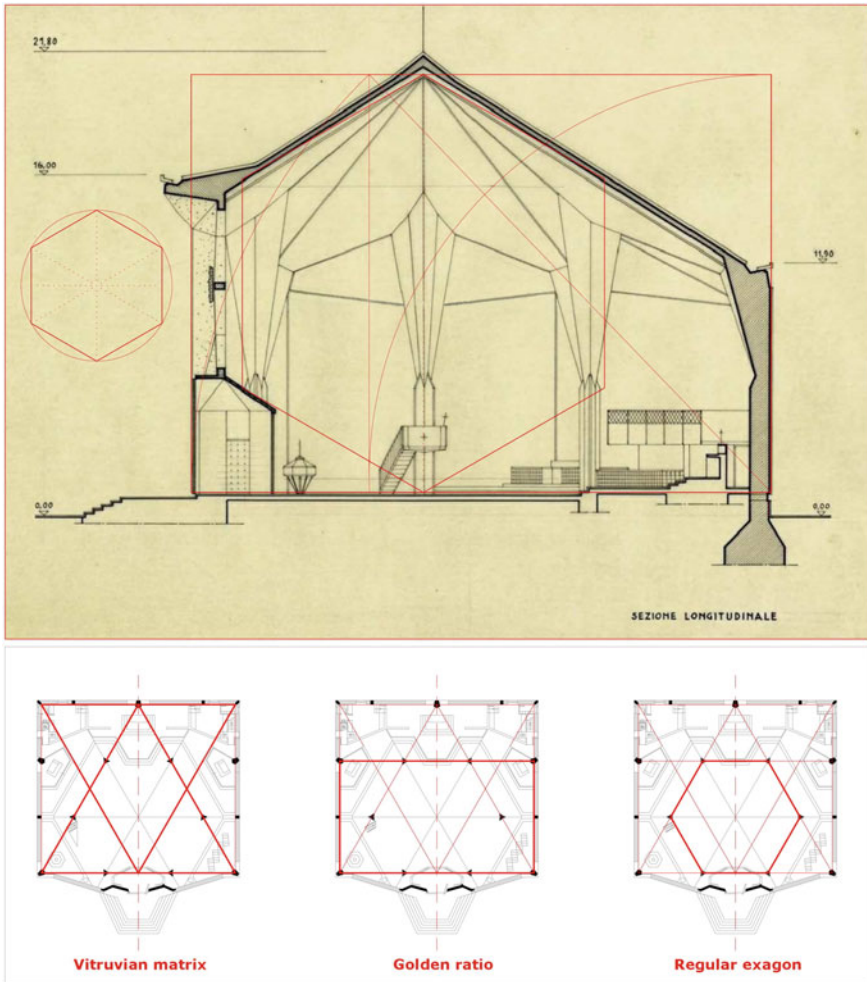 21,80
16,00
11,90
0,00
0,00
SEZIONE LONGITUDINALE
Vitruvian matrix
Golden ratio
Regular exagon